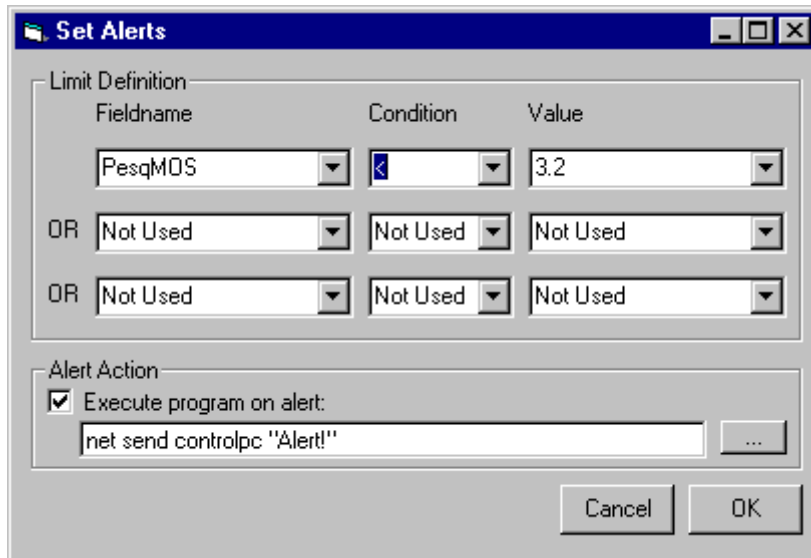 Set Alerts
Limit Definition
Fieldname Condition Value
PesqMOS < 3.2
OR Not Used Not Used Not Used
OR Not Used Not Used Not Used
Alert Action
Execute program on alert:
net send controlpc "Alert!"
...
Cancel OK